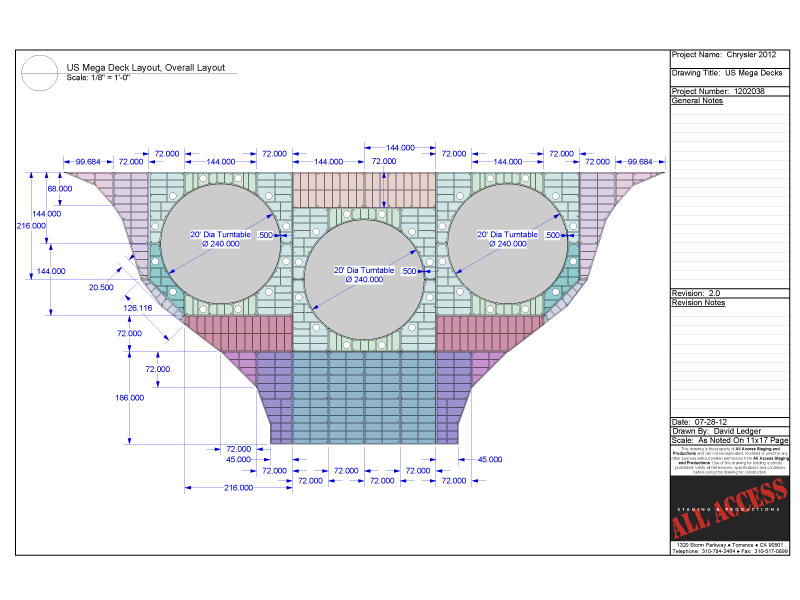 US Mega Deck Layout, Overall Layout
Scale: 1/8" = 1'-0"
Project Name: Chrysler 2012
Drawing Title: US Mega Decks
Project Number: 1202038
General Notes
144.000
72.000 72.000 72.000 72.000
99.684 72.000 144.000 144.000 72.000 144.000 72.000 99.684
68.000
144.000
216.000
20' Dia Turntable
Ø 240.000
.500
20' Dia Turntable
Ø 240.000
.500
20' Dia Turntable
Ø 240.000
.500
144.000
20.500
126.116
72.000
72.000
186.000
72.000
45.000 45.000
72.000 72.000 72.000 72.000
72.000 72.000 72.000
216.000
Revision: 2.0
Revision Notes
Date: 07-28-12
Drawn By: David Ledger
Scale: As Noted On 11x17 Page
This drawing is the property of All Access Staging and
Productions and can not be duplicated, modified or used for any
other purpose without written permission from All Access Staging
and Productions. Use of this drawing for bidding is strictly
prohibited. Verify all Dimensions, specifications and conditions
before using this drawing for construction.
ALL ACCESS
STAGING & PRODUCTIONS
1320 Storm Parkway ● Torrance ● CA 90501
Telephone: 310-784-2464 ● Fax: 310-517-0899